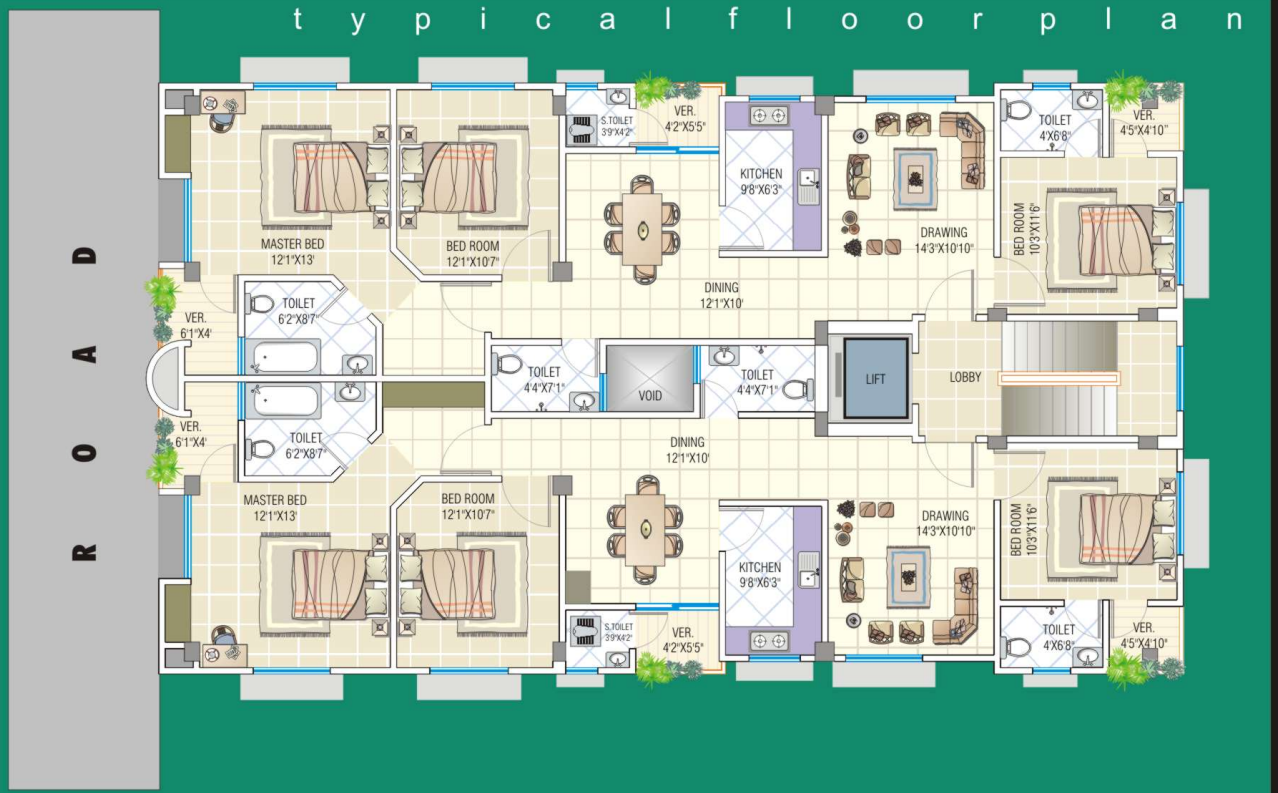 typical floor plan
ROAD
S.TOILET
3'9"X4'2"
VER.
4'2"X5'5"
TOILET
4'X6'8"
VER.
4'5"X4'10"
KITCHEN
9'8"X6'3"
MASTER BED
12'1"X13'
BED ROOM
12'1"X10'7"
DRAWING
14'3"X10'10"
BED ROOM
10'3"X11'6"
DINING
12'1"X10'
TOILET
6'2"X8'7"
VER.
6'1"X4'
TOILET
4'4"X7'1"
VOID
TOILET
4'4"X7'1"
LIFT
LOBBY
VER.
6'1"X4'
TOILET
6'2"X8'7"
DINING
12'1"X10'
MASTER BED
12'1"X13'
BED ROOM
12'1"X10'7"
DRAWING
14'3"X10'10"
BED ROOM
10'3"X11'6"
KITCHEN
9'8"X6'3"
S.TOILET
3'9"X4'2"
VER.
4'2"X5'5"
TOILET
4'X6'8"
VER.
4'5"X4'10"